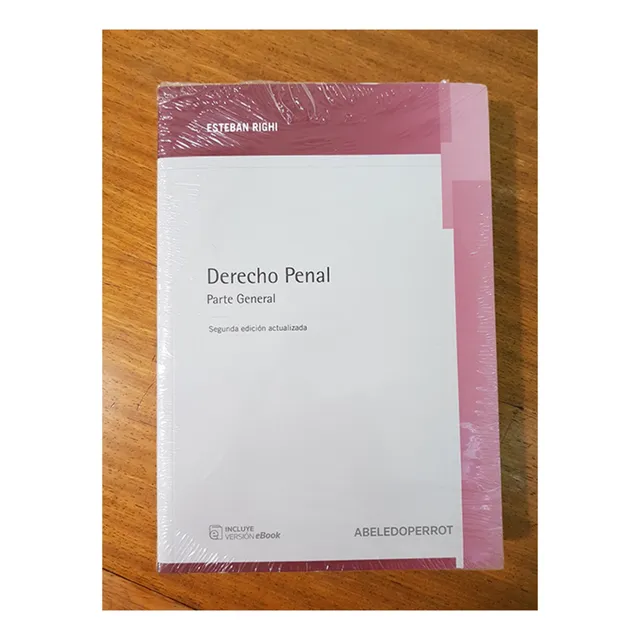 ESTEBAN RIGHI
Derecho Penal
Parte General
Segunda edición actualizada
INCLUYE
VERSIÓN eBook
ABELEDOPERROT